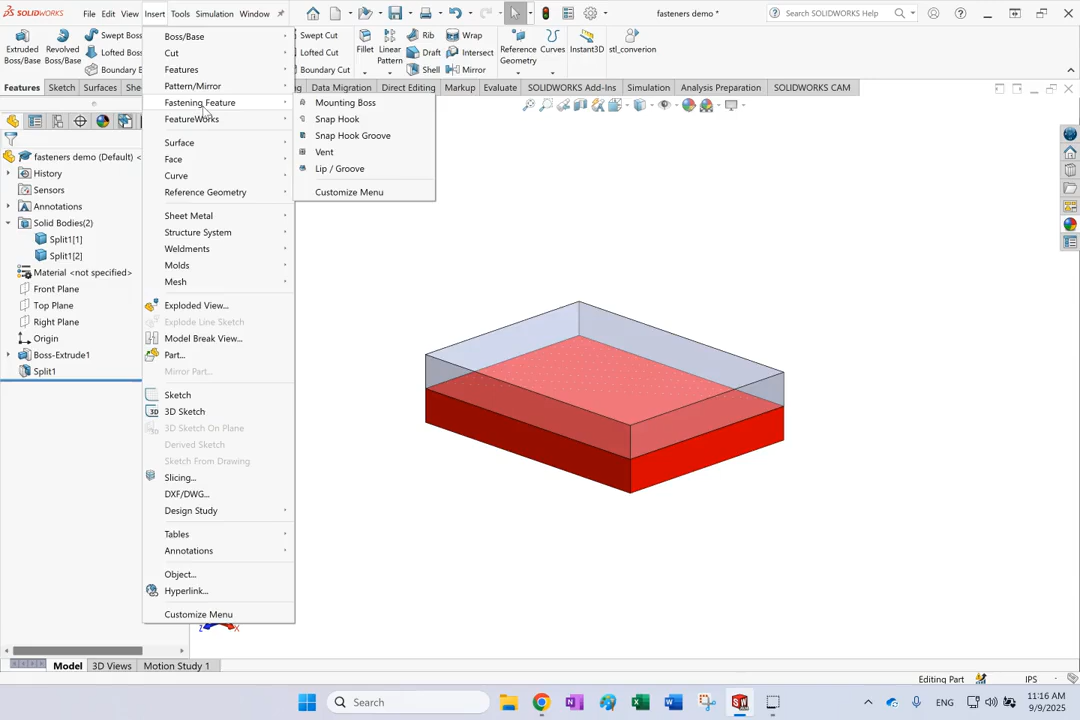 SOLIDWORKS
File
Edit
View
Insert
Tools
Simulation
Window
fasteners demo *
Search SOLIDWORKS Help
Extruded Boss/Base
Revolved Boss/Base
Swept Bos
Lofted Bos
Boundary B
Swept Cut
Lofted Cut
Boundary Cut
Fillet
Linear Pattern
Rib
Draft
Shell
Wrap
Intersect
Mirror
Reference Geometry
Curves
Instant3D
stl_convertion
Features
Sketch
Surfaces
She
Data Migration
Direct Editing
Markup
Evaluate
SOLIDWORKS Add-Ins
Simulation
Analysis Preparation
SOLIDWORKS CAM
fasteners demo (Default) <
History
Sensors
Annotations
Solid Bodies(2)
Split1[1]
Split1[2]
Material <not specified>
Front Plane
Top Plane
Right Plane
Origin
Boss-Extrude1
Split1
Boss/Base
Cut
Features
Pattern/Mirror
Fastening Feature
FeatureWorks
Surface
Face
Curve
Reference Geometry
Sheet Metal
Structure System
Weldments
Molds
Mesh
Exploded View...
Explode Line Sketch
Model Break View...
Part...
Mirror Part...
Sketch
3D Sketch
3D Sketch On Plane
Derived Sketch
Sketch From Drawing
Slicing...
DXF/DWG...
Design Study
Tables
Annotations
Object...
Hyperlink...
Customize Menu
Mounting Boss
Snap Hook
Snap Hook Groove
Vent
Lip / Groove
Customize Menu
Z
X
Model
3D Views
Motion Study 1
Editing Part
IPS
Search
ENG
11:16 AM
9/9/2025